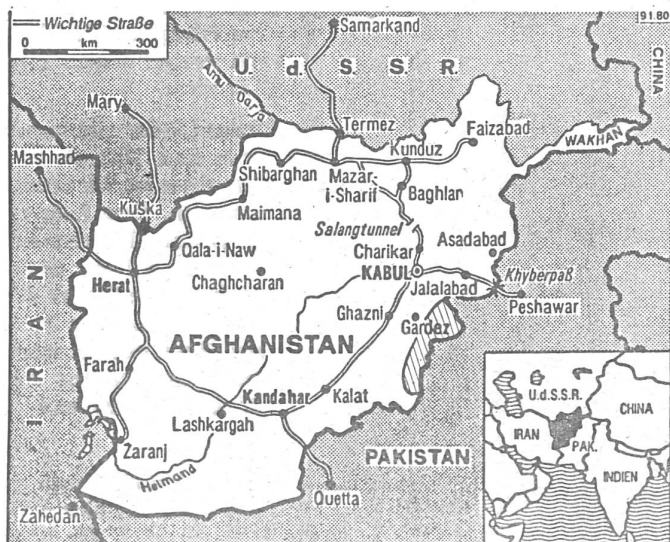 Wichtige Straße
0 km 300
91.80
Samarkand
U. d. S. S. R.
CHINA
Amu Darja
Mary
Termez
Faizabad
Kunduz
WAKHAN
Mashhad
Shibarghan
Mazar-
i-Sharif
Baghlan
Kuska
Maimana
Salangtunnel
Qala-i-Naw
Charikar
Asadabad
KABUL
Khyberpaß
Herat
Chaghcharan
Jalalabad
Peshawar
IRAN
Ghazni
Gardez
AFGHANISTAN
Farah
Kandahar
Kalat
Lashkargah
Zaranj
PAKISTAN
Helmand
Quetta
Zahedan
U.d.S.S.R.
CHINA
IRAN
PAK.
INDIEN